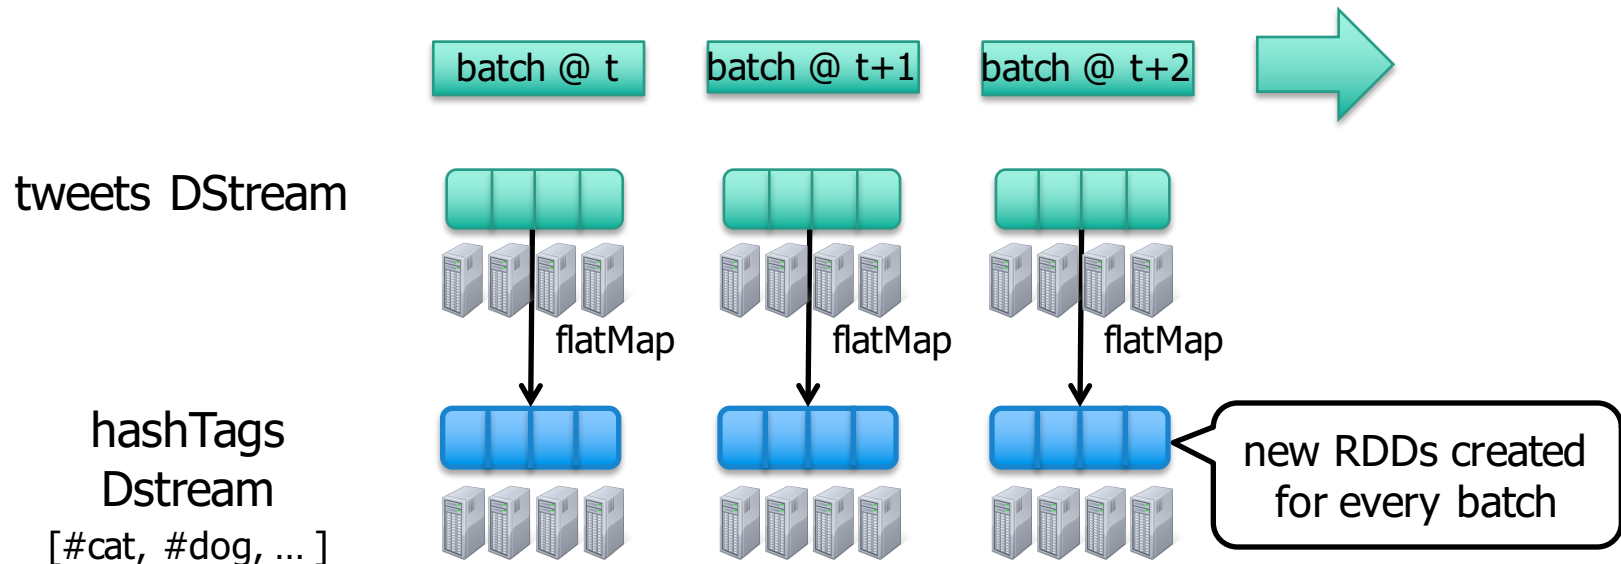 batch @ t
batch @ t+1
batch @ t+2
tweets DStream
flatMap
flatMap
flatMap
hashTags
Dstream
[#cat, #dog, … ]
new RDDs created
for every batch